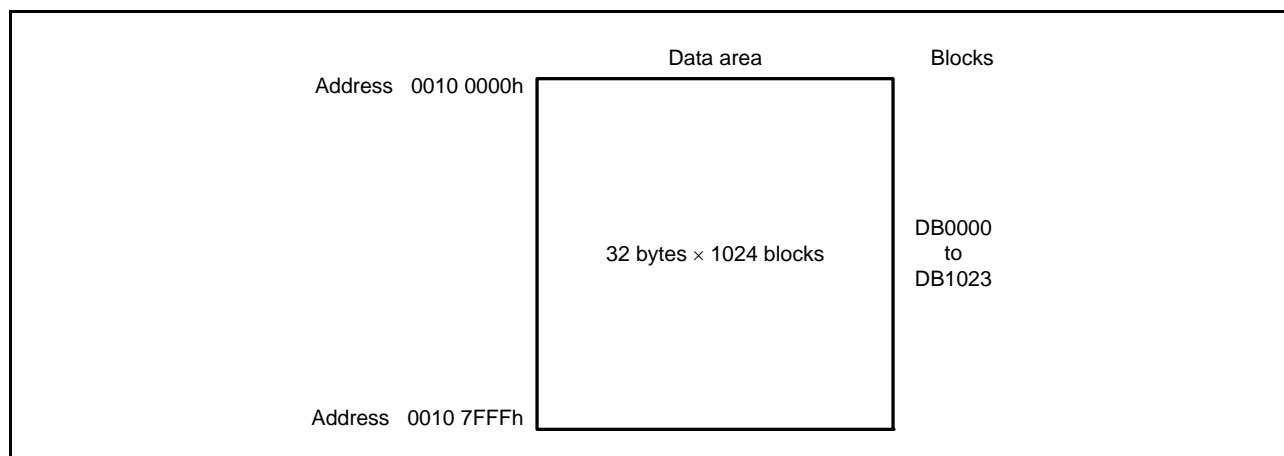 Data area Blocks
Address 0010 0000h
32 bytes × 1024 blocks
DB0000
to
DB1023
Address 0010 7FFFh